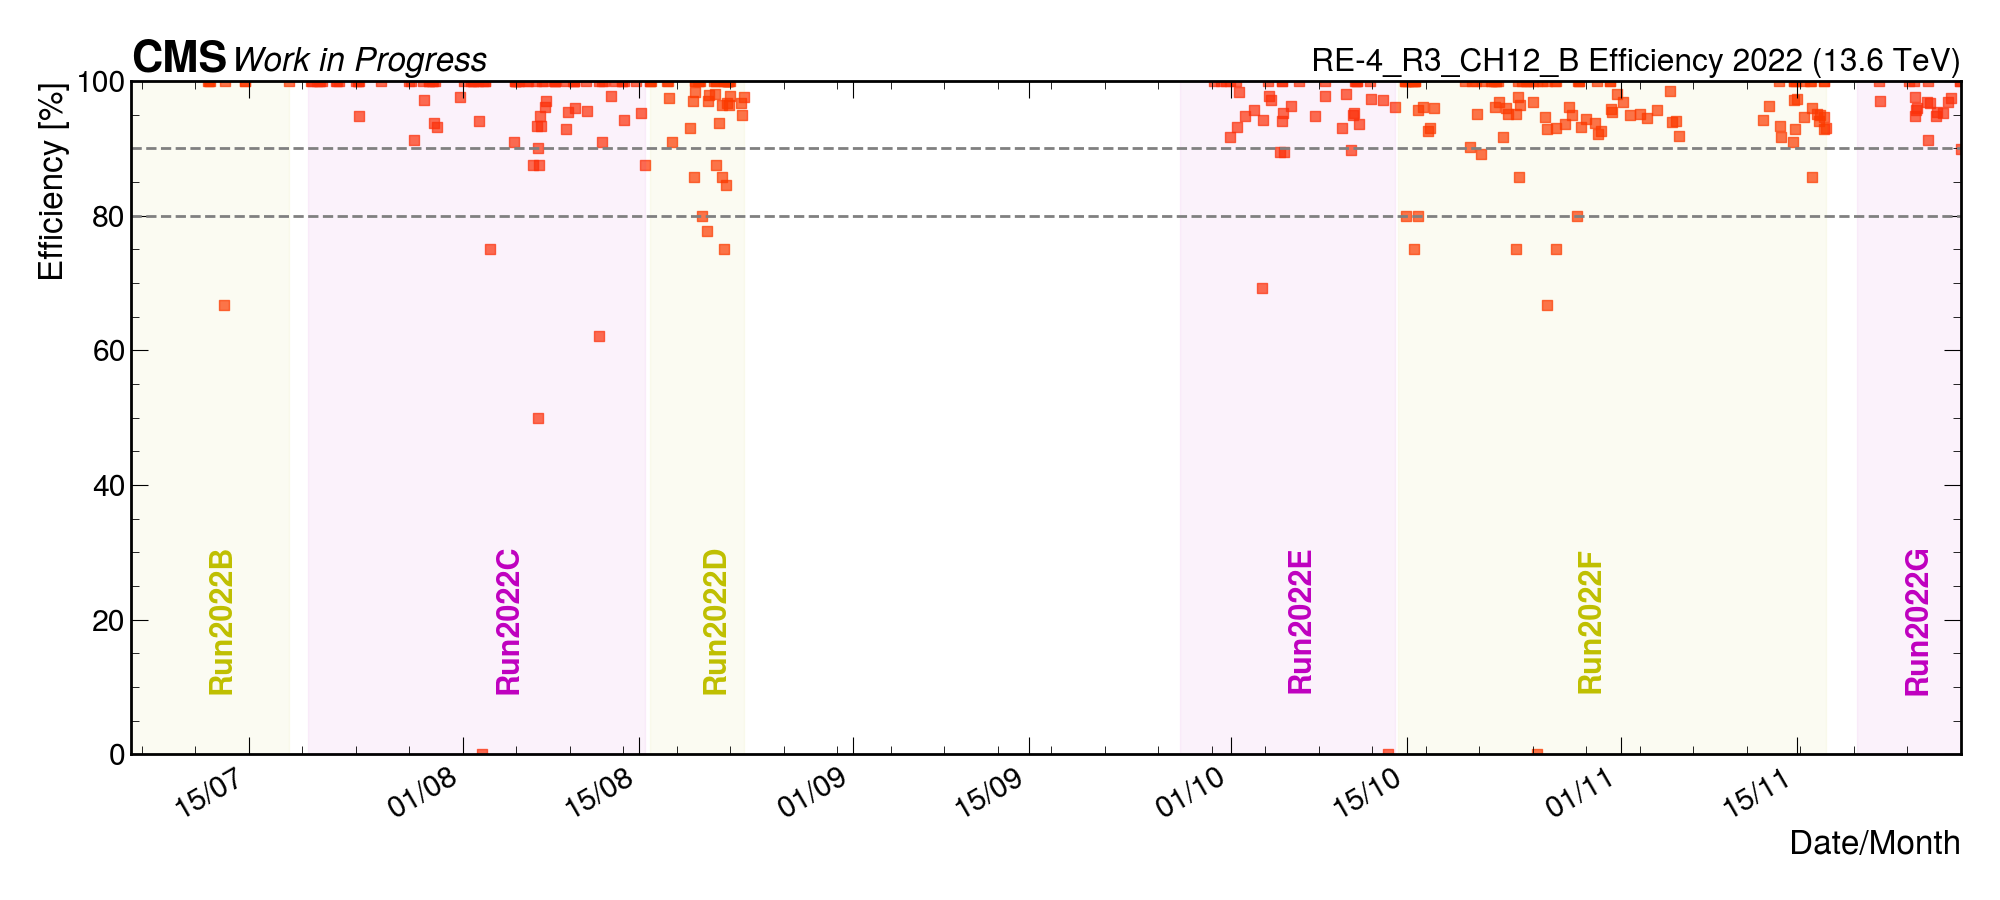 CMS Work in Progress
RE-4_R3_CH12_B Efficiency 2022 (13.6 TeV)
Efficiency [%]
100
80
60
40
20
0
Run2022B
Run2022C
Run2022D
Run2022E
Run2022F
Run2022G
15/07
01/08
15/08
01/09
15/09
01/10
15/10
01/11
15/11
Date/Month